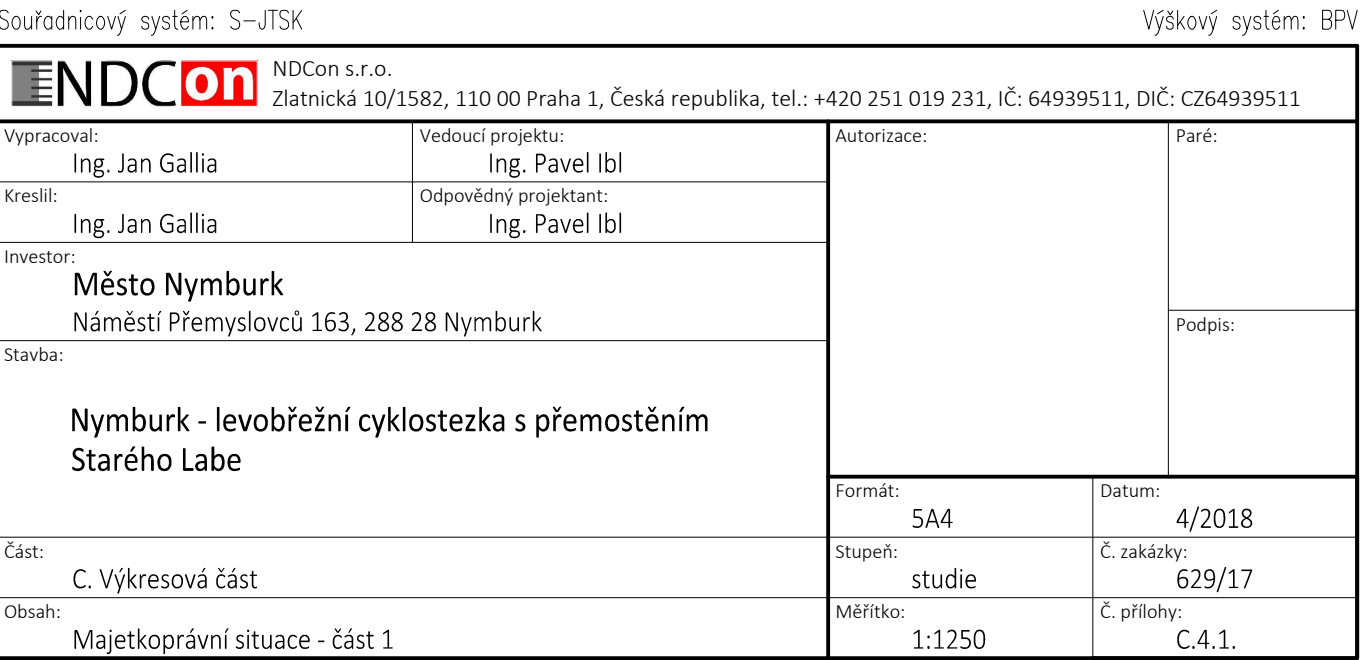 Souřadnicový systém: S-JTSK
Výškový systém: BPV
NDCon
NDCon s.r.o.
Zlatnická 10/1582, 110 00 Praha 1, Česká republika, tel.: +420 251 019 231, IČ: 64939511, DIČ: CZ64939511
Vypracoval:
Ing. Jan Gallia
Vedoucí projektu:
Ing. Pavel Ibl
Kreslil:
Ing. Jan Gallia
Odpovědný projektant:
Ing. Pavel Ibl
Investor:
Město Nymburk
Náměstí Přemyslovců 163, 288 28 Nymburk
Stavba:
Nymburk - levobřežní cyklostezka s přemostěním
Starého Labe
Část:
C. Výkresová část
Obsah:
Majetkoprávní situace - část 1
Autorizace:
Paré:
Podpis:
Formát:
5A4
Datum:
4/2018
Stupeň:
studie
Č. zakázky:
629/17
Měřítko:
1:1250
Č. přílohy:
C.4.1.